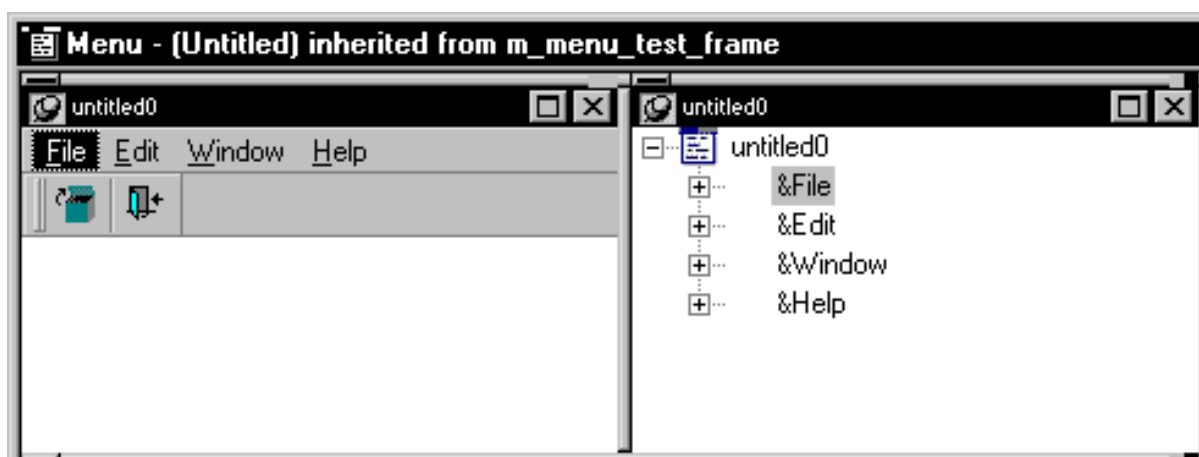 Menu - (Untitled) inherited from m_menu_test_frame
untitled0
File Edit Window Help
untitled0
untitled0
&File
&Edit
&Window
&Help